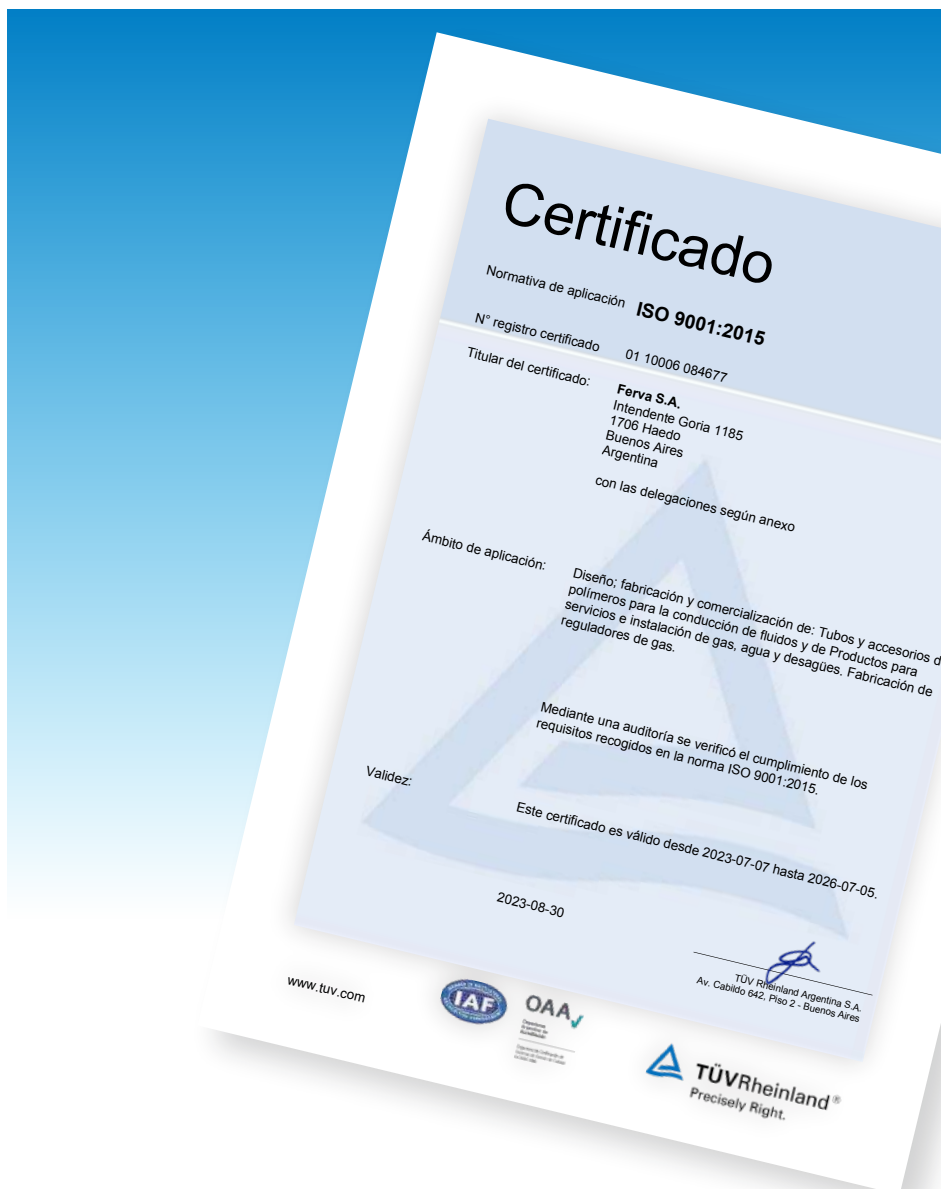 Certificado
Normativa de aplicación ISO 9001:2015
N° registro certificado 01 10006 084677
Titular del certificado: Ferva S.A.
Intendente Goria 1185
1706 Haedo
Buenos Aires
Argentina
con las delegaciones según anexo
Ámbito de aplicación: Diseño; fabricación y comercialización de: Tubos y accesorios d
polímeros para la conducción de fluidos y de Productos para
servicios e instalación de gas, agua y desagües. Fabricación de
reguladores de gas.
Mediante una auditoría se verificó el cumplimiento de los
requisitos recogidos en la norma ISO 9001:2015.
Validez: Este certificado es válido desde 2023-07-07 hasta 2026-07-05.
2023-08-30
TÜV Rheinland Argentina S.A.
Av. Cabildo 642, Piso 2 - Buenos Aires
www.tuv.com
IAF
OAA
Organismo
Argentino de
Acreditación
TÜVRheinland®
Precisely Right.